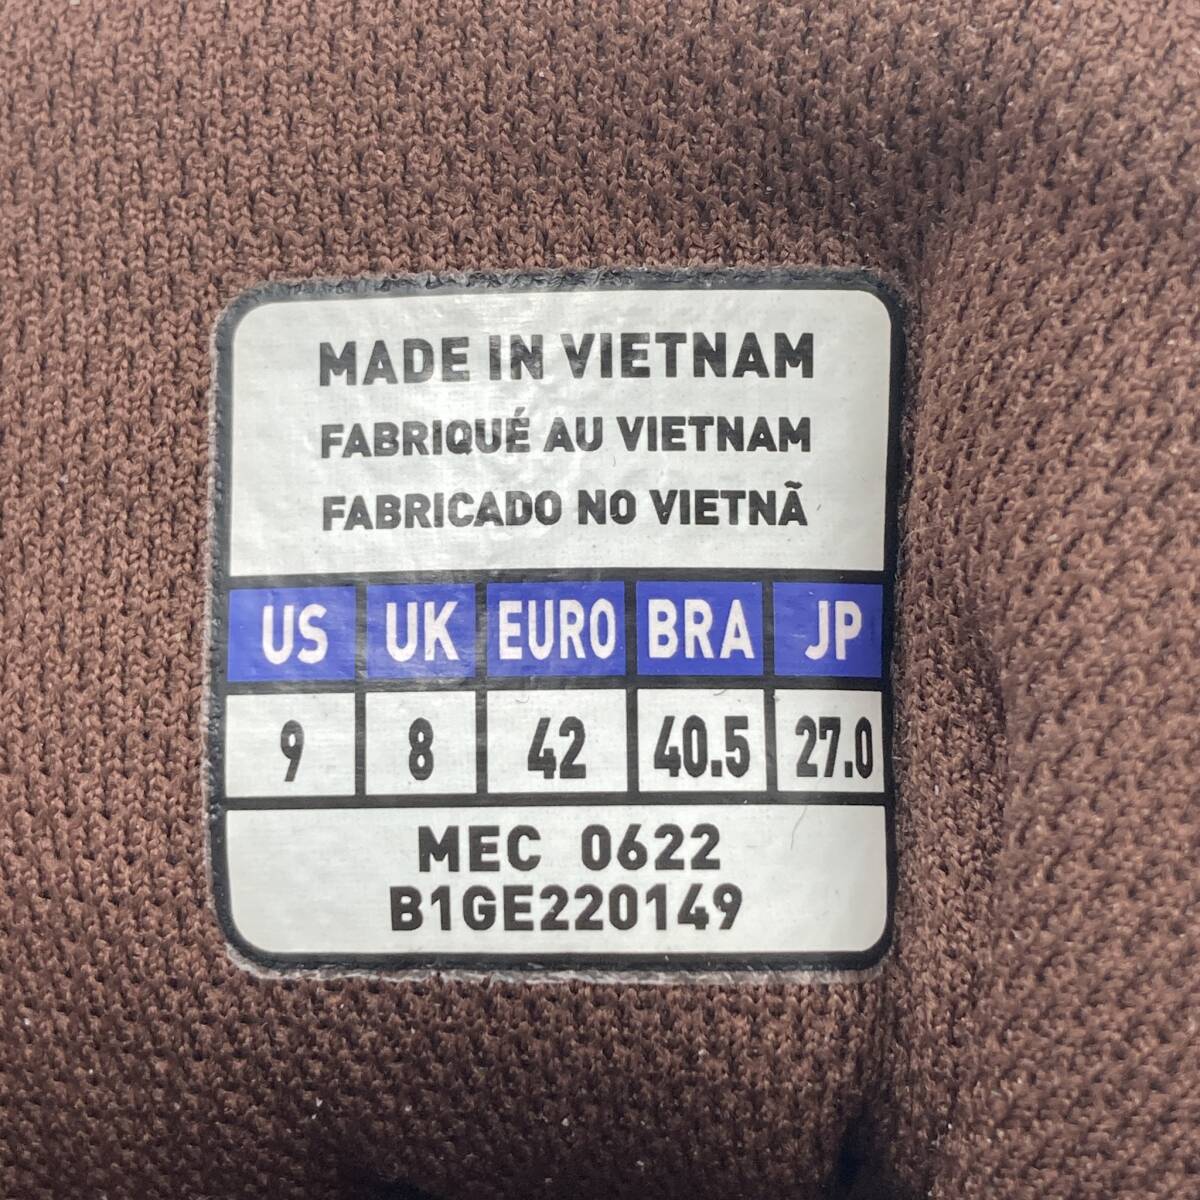 MADE IN VIETNAM
FABRIQUÉ AU VIETNAM
FABRICADO NO VIETNÃ
US UK EURO BRA JP
9 8 42 40.5 27.0
MEC 0622
B1GE220149